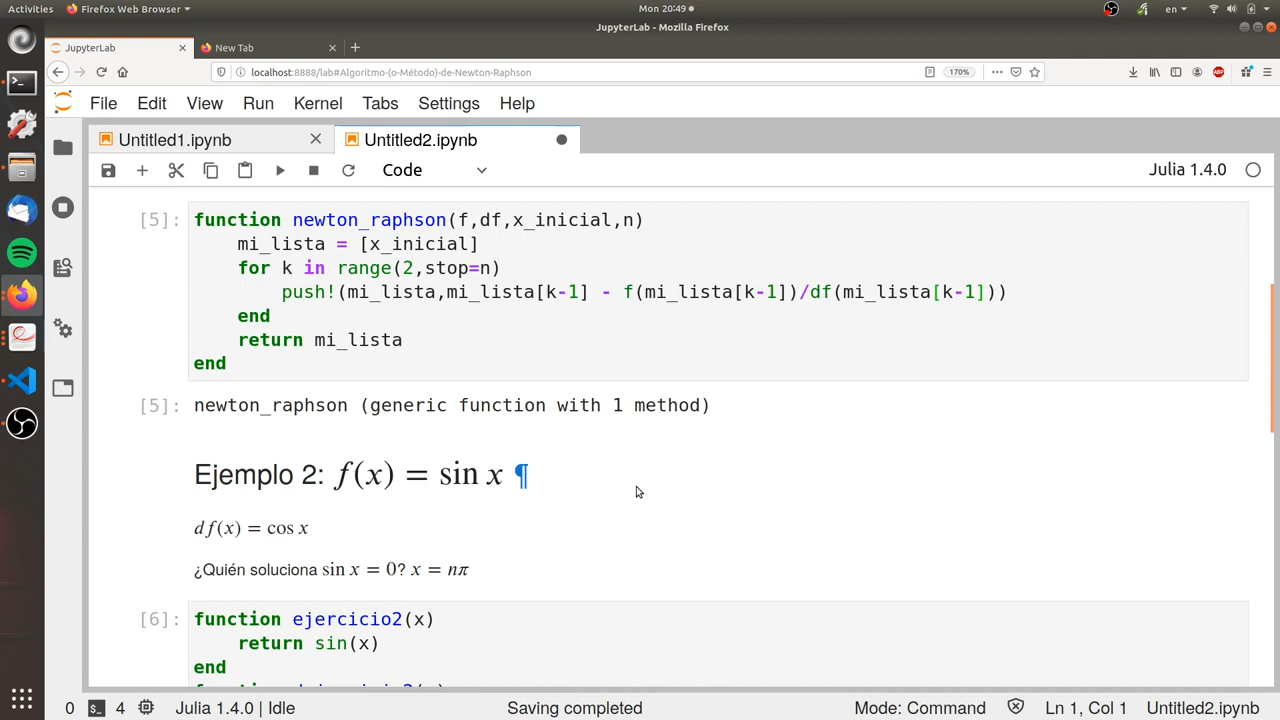 Activities Firefox Web Browser Mon 20:49 en
JupyterLab - Mozilla Firefox
JupyterLab New Tab
localhost:8888/lab#Algoritmo-(o-Método)-de-Newton-Raphson 170% ABP
File Edit View Run Kernel Tabs Settings Help
Untitled1.ipynb Untitled2.ipynb
Code Julia 1.4.0
[5]: function newton_raphson(f,df,x_inicial,n)
mi_lista = [x_inicial]
for k in range(2,stop=n)
push!(mi_lista,mi_lista[k-1] - f(mi_lista[k-1])/df(mi_lista[k-1]))
end
return mi_lista
end
[5]: newton_raphson (generic function with 1 method)
Ejemplo 2: f(x) = sin x ¶
df(x) = cos x
¿Quién soluciona sin x = 0? x = nπ
[6]: function ejercicio2(x)
return sin(x)
end
0 4 Julia 1.4.0 | Idle Saving completed Mode: Command Ln 1, Col 1 Untitled2.ipynb